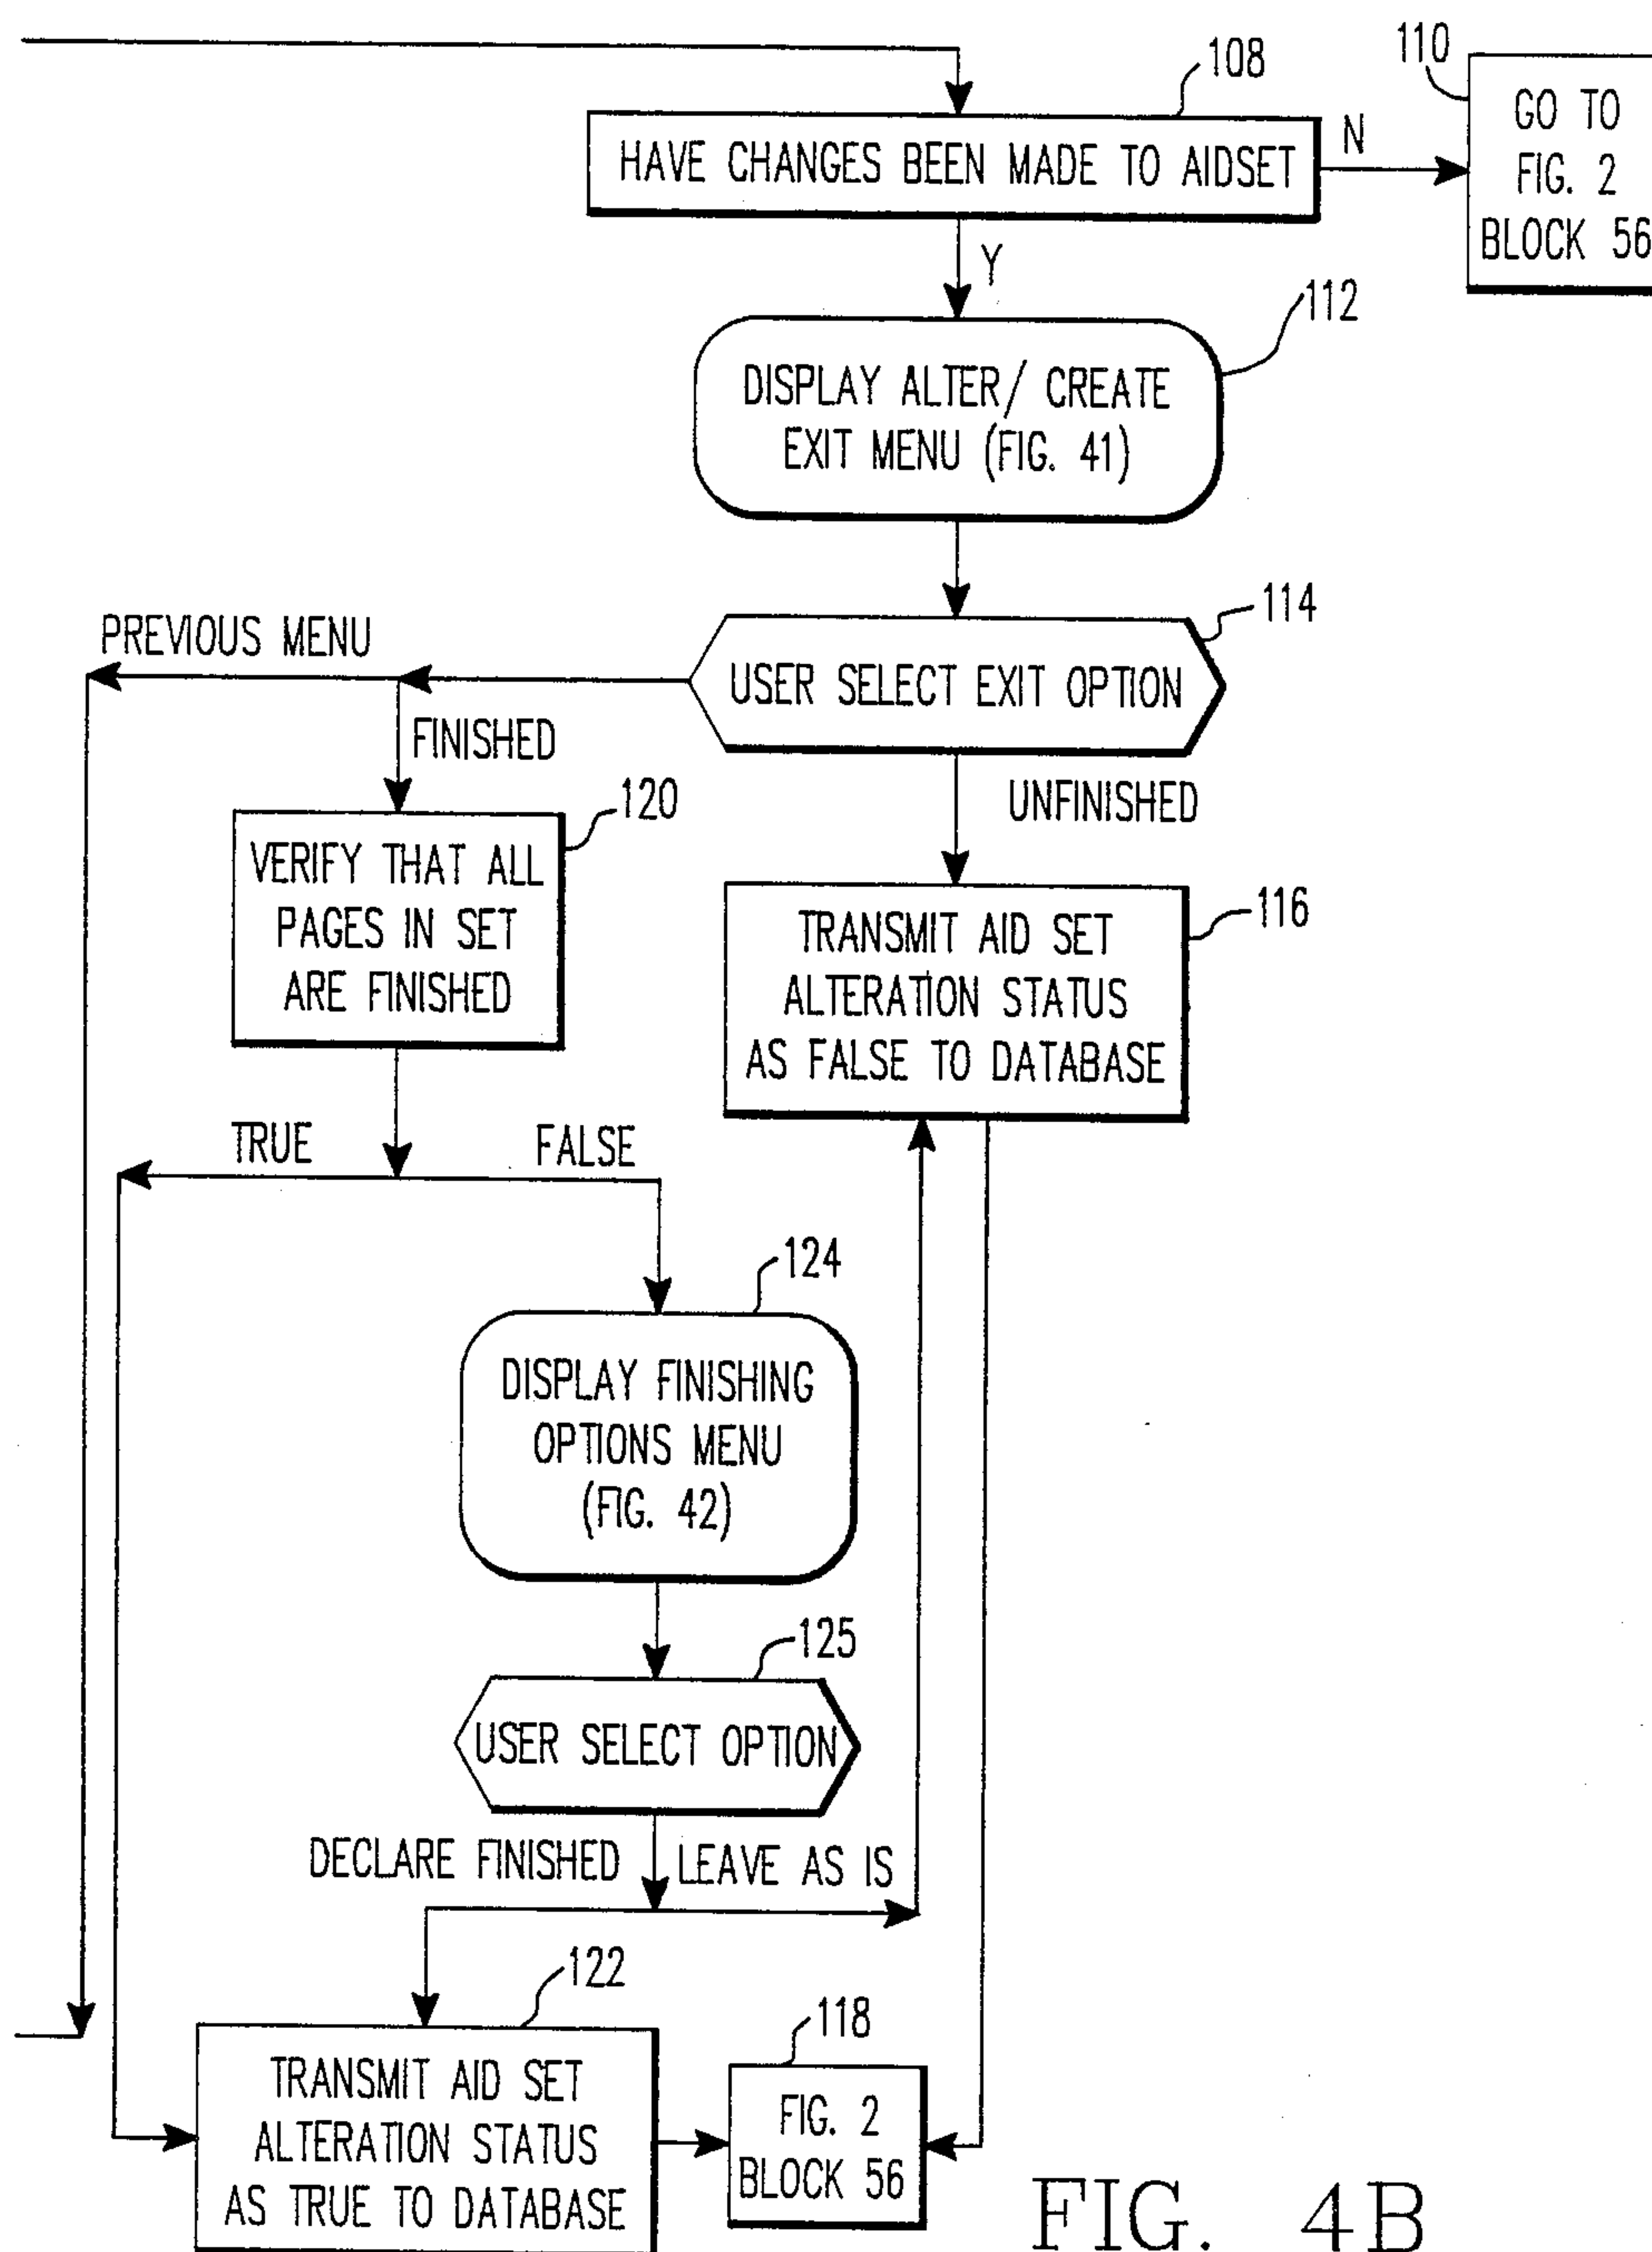 108
110
GO TO
FIG. 2
BLOCK 56
HAVE CHANGES BEEN MADE TO AIDSET
N
Y
112
DISPLAY ALTER/ CREATE
EXIT MENU (FIG. 41)
114
PREVIOUS MENU
USER SELECT EXIT OPTION
FINISHED
UNFINISHED
120
VERIFY THAT ALL
PAGES IN SET
ARE FINISHED
116
TRANSMIT AID SET
ALTERATION STATUS
AS FALSE TO DATABASE
TRUE
FALSE
124
DISPLAY FINISHING
OPTIONS MENU
(FIG. 42)
125
USER SELECT OPTION
DECLARE FINISHED
LEAVE AS IS
122
TRANSMIT AID SET
ALTERATION STATUS
AS TRUE TO DATABASE
118
FIG. 2
BLOCK 56
FIG. 4B